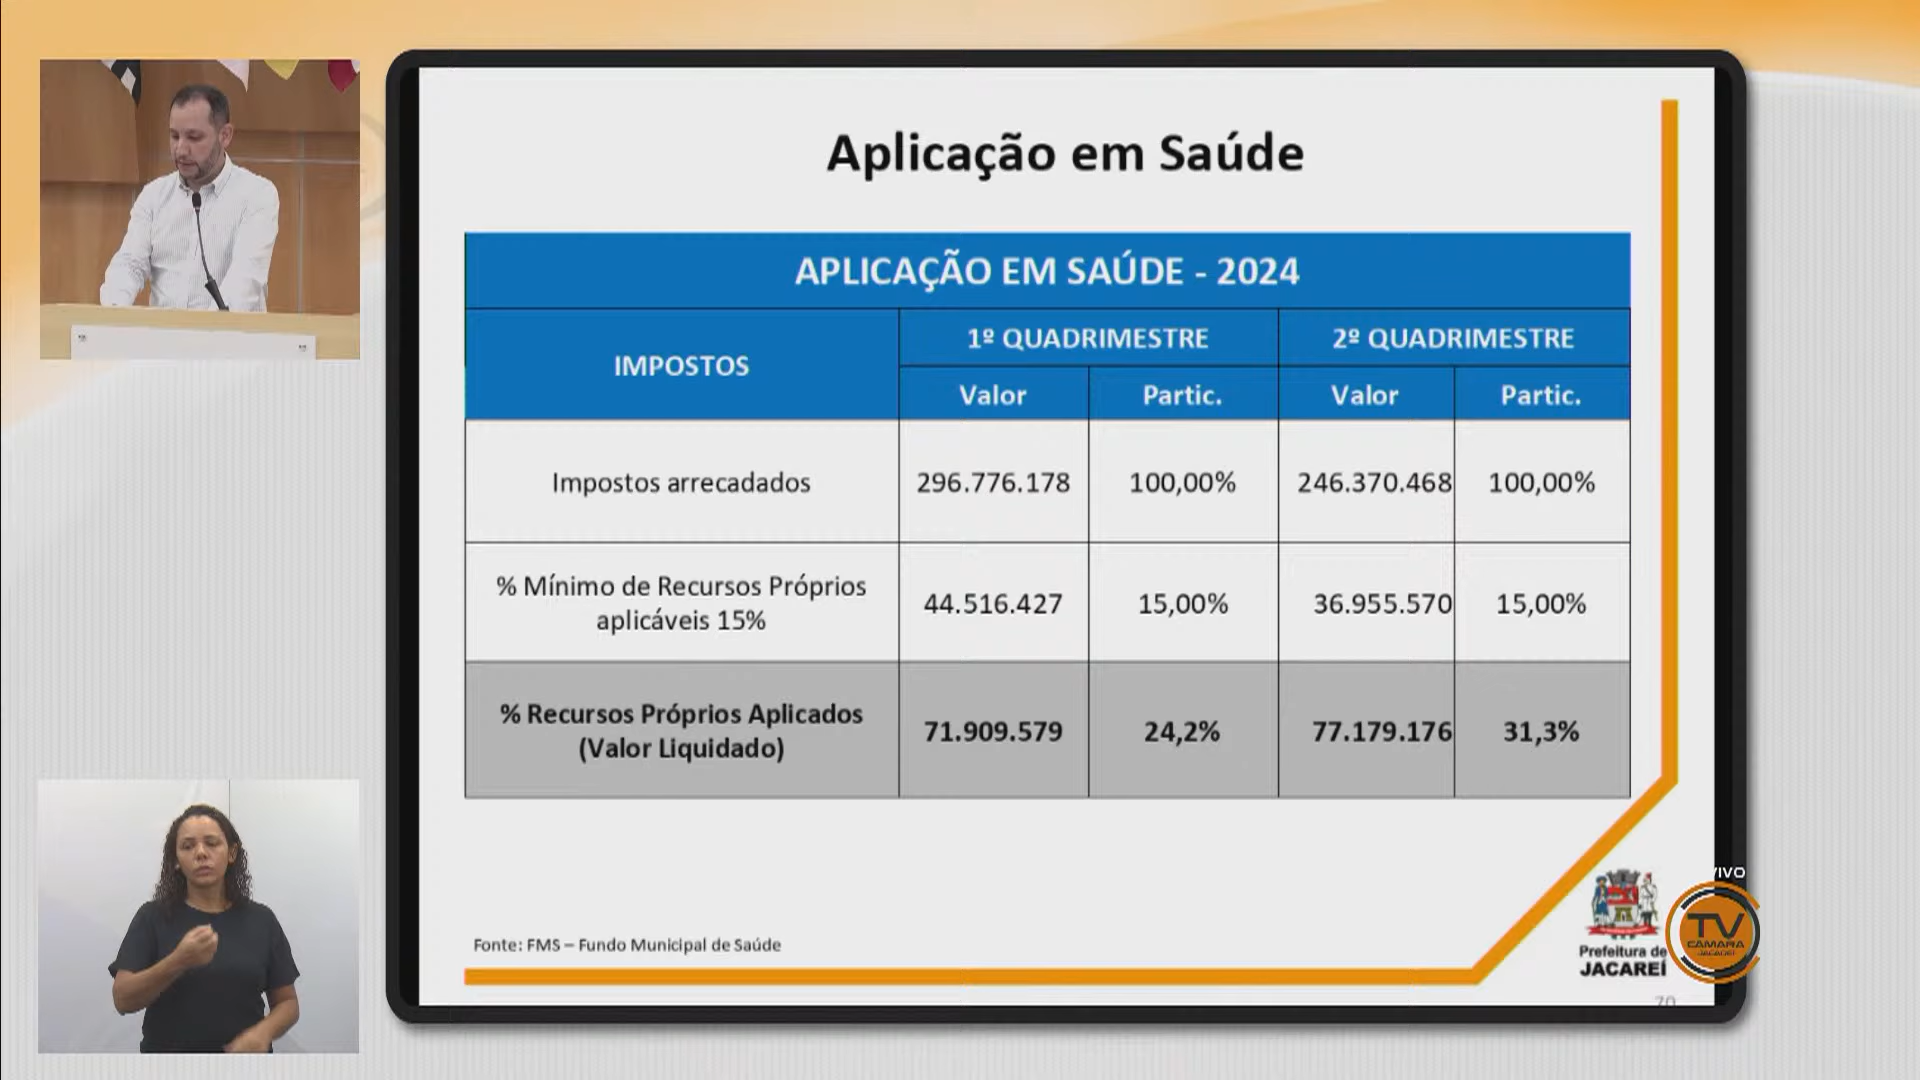 Aplicação em Saúde
APLICAÇÃO EM SAÚDE - 2024
IMPOSTOS
1º QUADRIMESTRE
2º QUADRIMESTRE
Valor
Partic.
Valor
Partic.
Impostos arrecadados
296.776.178
100,00%
246.370.468
100,00%
% Mínimo de Recursos Próprios
aplicáveis 15%
44.516.427
15,00%
36.955.570
15,00%
% Recursos Próprios Aplicados
(Valor Liquidado)
71.909.579
24,2%
77.179.176
31,3%
Fonte: FMS – Fundo Municipal de Saúde
Prefeitura de
JACAREÍ
VIVO
TV
CÂMARA
JACAREÍ
70